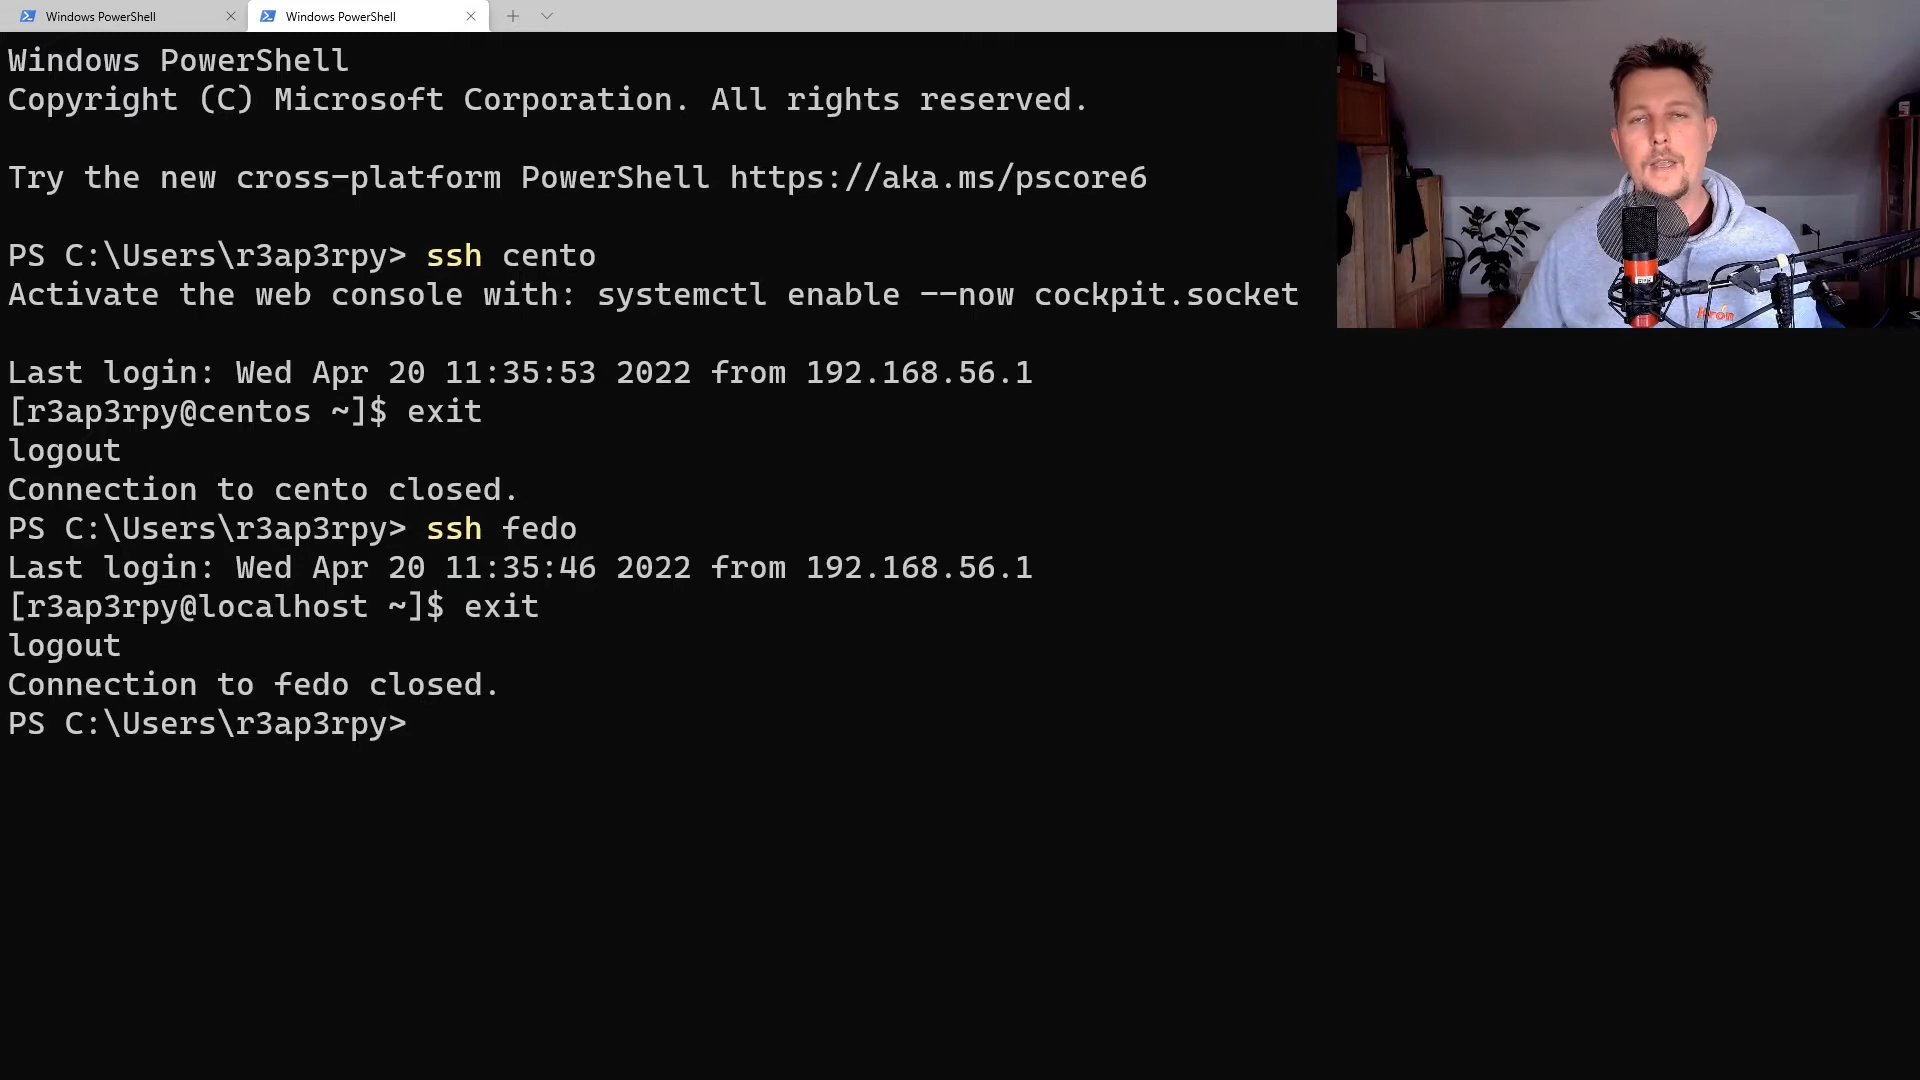 Windows PowerShell
Windows PowerShell
Windows PowerShell
Copyright (C) Microsoft Corporation. All rights reserved.
Try the new cross-platform PowerShell https://aka.ms/pscore6
PS C:\Users\r3ap3rpy> ssh cento
Activate the web console with: systemctl enable --now cockpit.socket
Last login: Wed Apr 20 11:35:53 2022 from 192.168.56.1
[r3ap3rpy@centos ~]$ exit
logout
Connection to cento closed.
PS C:\Users\r3ap3rpy> ssh fedo
Last login: Wed Apr 20 11:35:46 2022 from 192.168.56.1
[r3ap3rpy@localhost ~]$ exit
logout
Connection to fedo closed.
PS C:\Users\r3ap3rpy>